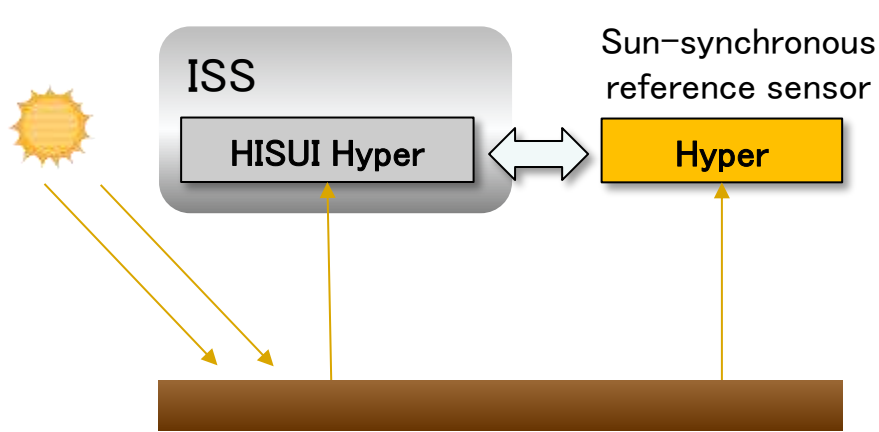 Sun-synchronous
reference sensor
ISS
HISUI Hyper
Hyper